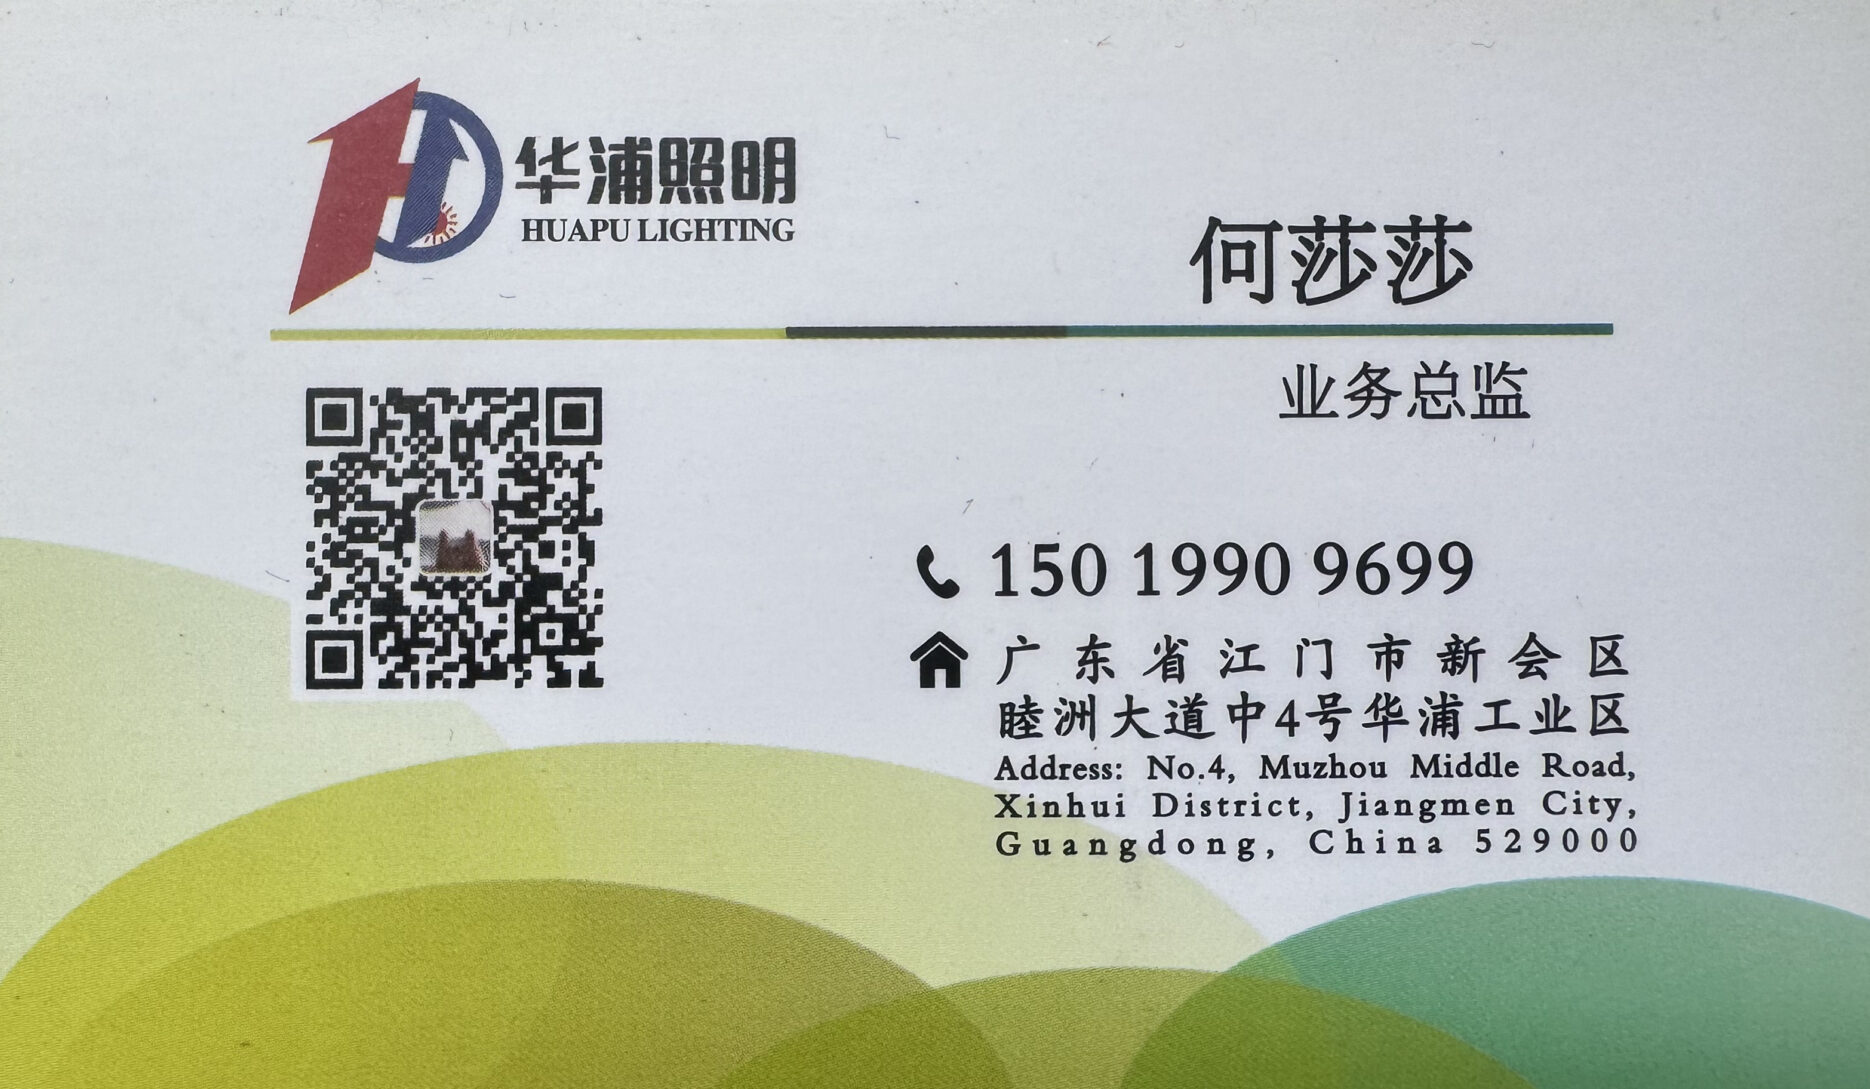 华浦照明
HUAPU LIGHTING
何莎莎
业务总监
150 1990 9699
广东省江门市新会区
睦洲大道中4号华浦工业区
Address: No.4, Muzhou Middle Road,
Xinhui District, Jiangmen City,
Guangdong, China 529000